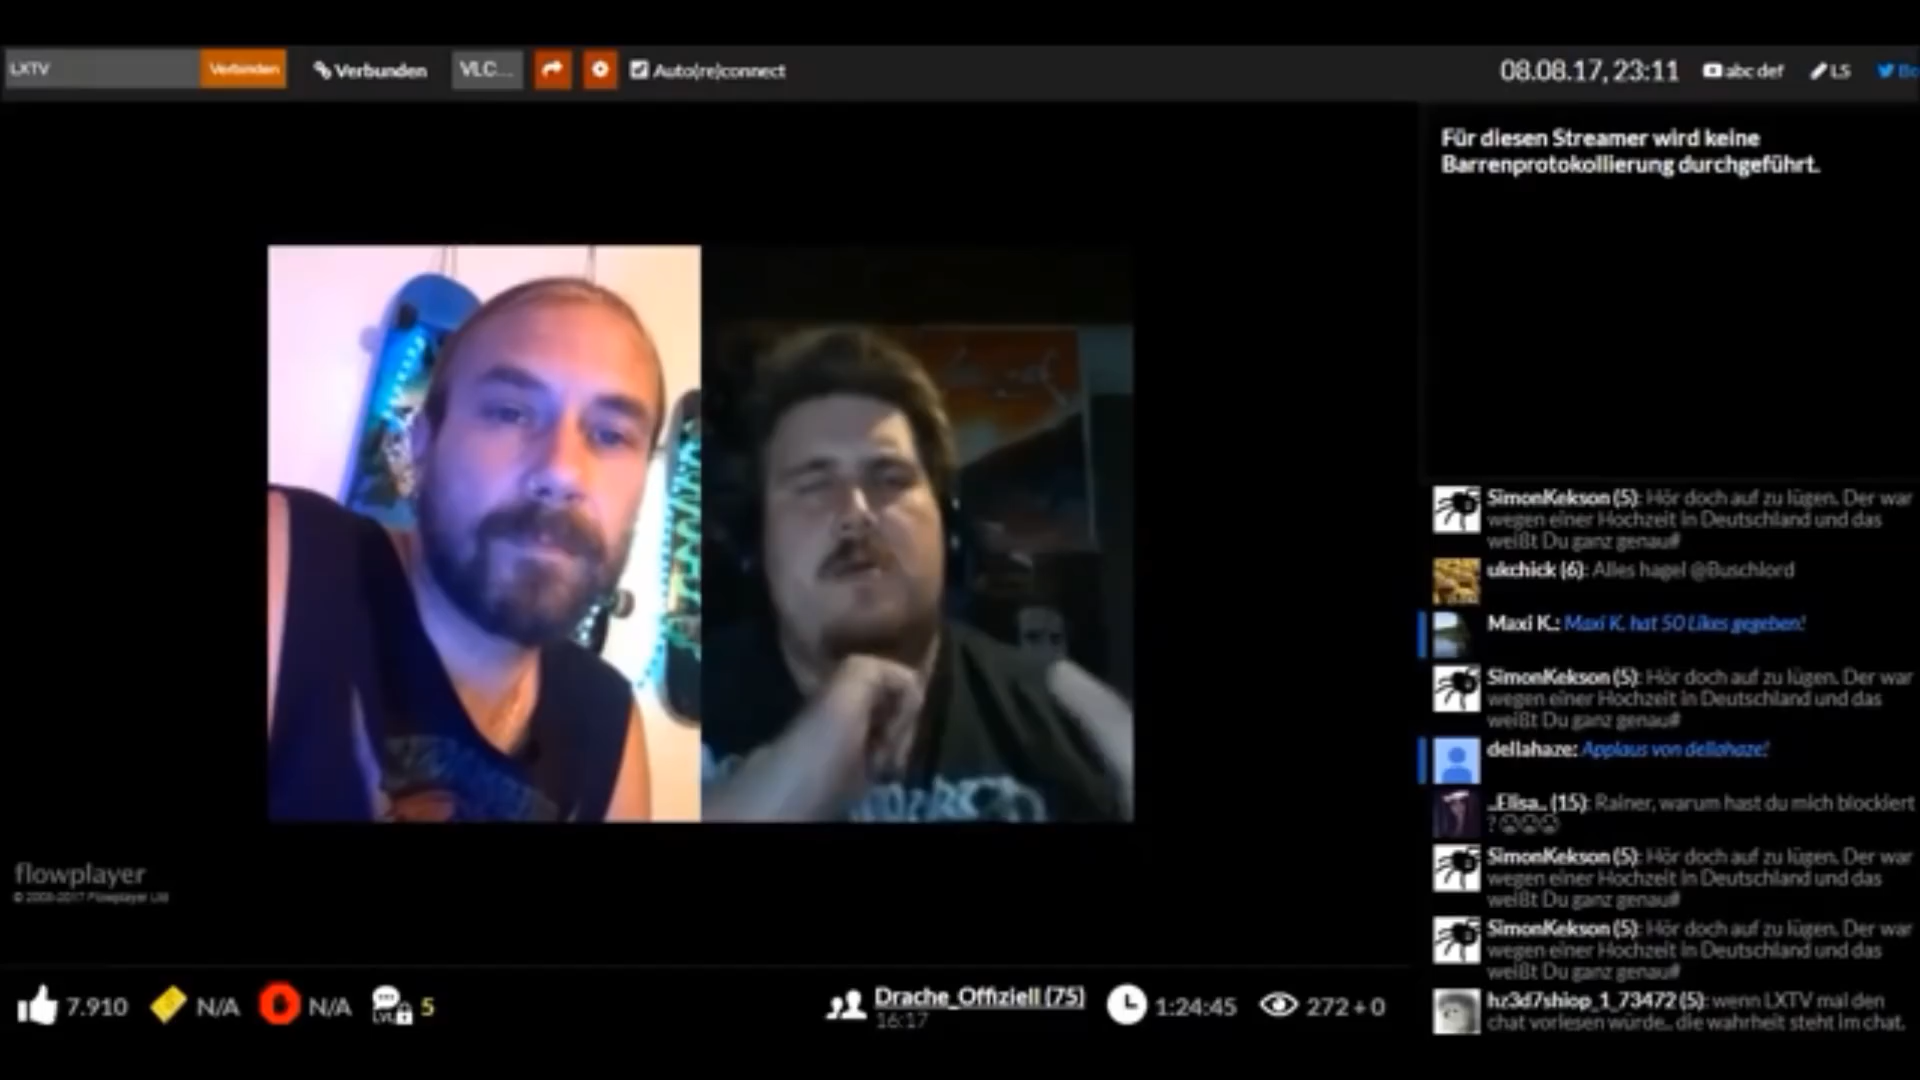 LXTV
Verbinden
Verbunden
VLC...
Auto(re)connect
08.08.17, 23:11
abc def
LS
Bo
Für diesen Streamer wird keine
Barrenprotokollierung durchgeführt.
SimonKekson (5): Hör doch auf zu lügen. Der war
wegen einer Hochzeit in Deutschland und das
weißt Du ganz genau#
ukchick (6): Alles hagel @Buschlord
Maxi K.: Maxi K. hat 50 Likes gegeben!
SimonKekson (5): Hör doch auf zu lügen. Der war
wegen einer Hochzeit in Deutschland und das
weißt Du ganz genau#
dellahaze: Applaus von dellahaze!
_Elisa_ (15): Rainer, warum hast du mich blockiert
?
SimonKekson (5): Hör doch auf zu lügen. Der war
wegen einer Hochzeit in Deutschland und das
weißt Du ganz genau#
SimonKekson (5): Hör doch auf zu lügen. Der war
wegen einer Hochzeit in Deutschland und das
weißt Du ganz genau#
hz3d7shiop_1_73472 (5): wenn LXTV mal den
chat vorlesen würde.. die wahrheit steht im chat.
flowplayer
© 2008-2017 Flowplayer Ltd
7.910
N/A
N/A
LVL
5
Drache_Offiziell (75)
16:17
1:24:45
272 + 0